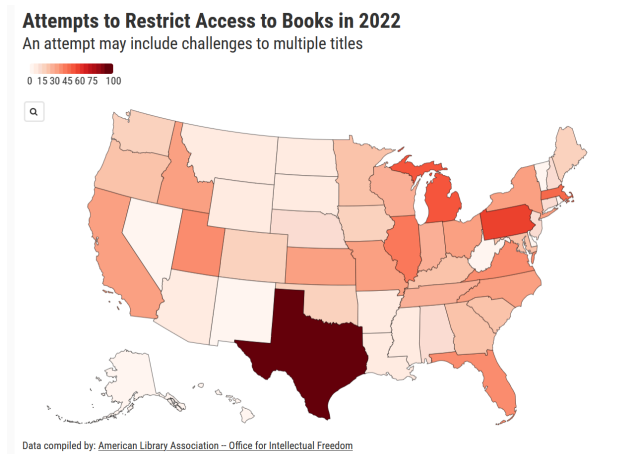 Attempts to Restrict Access to Books in 2022
An attempt may include challenges to multiple titles
0 15 30 45 60 75 100
Data compiled by: American Library Association -- Office for Intellectual Freedom